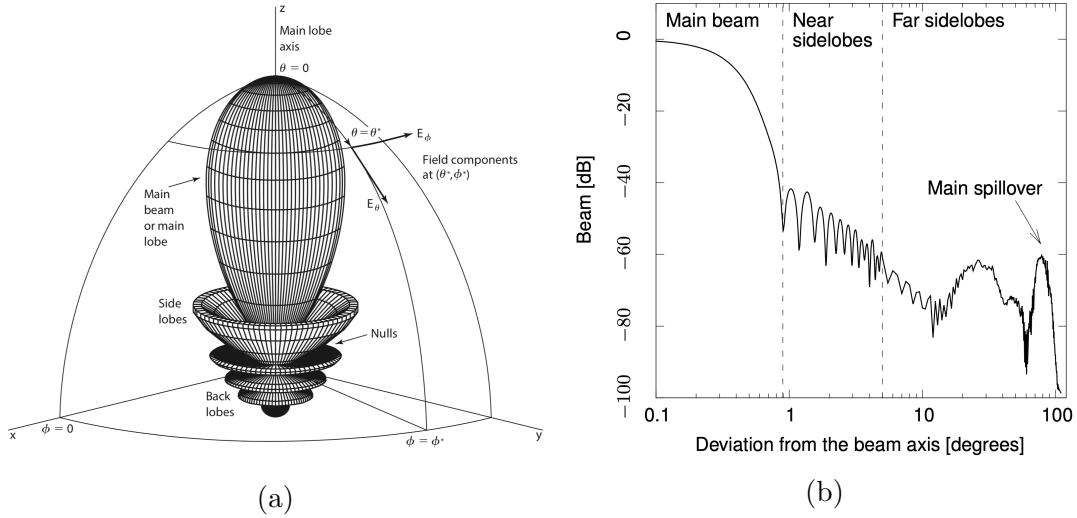 z
Main lobe
axis
θ = 0
θ = θ*
E_ϕ
Field components
at (θ*,ϕ*)
E_θ
Main
beam
or main
lobe
Side
lobes
Nulls
Back
lobes
x
ϕ = 0
ϕ = ϕ*
y
(a)
Main beam
Near
sidelobes
Far sidelobes
Main spillover
Beam [dB]
0
−20
−40
−60
−80
−100
0.1 1 10 100
Deviation from the beam axis [degrees]
(b)